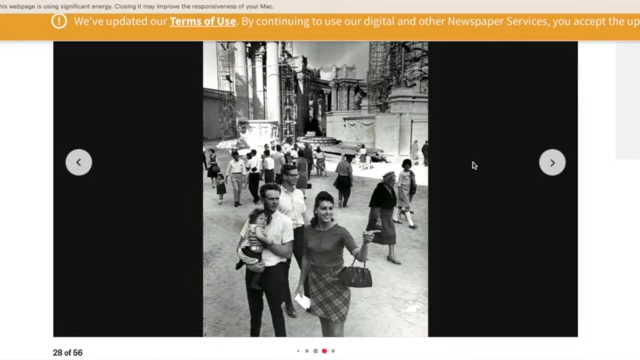 his webpage is using significant energy. Closing it may improve the responsiveness of your Mac.
We've updated our Terms of Use. By continuing to use our digital and other Newspaper Services, you accept the up
28 of 56